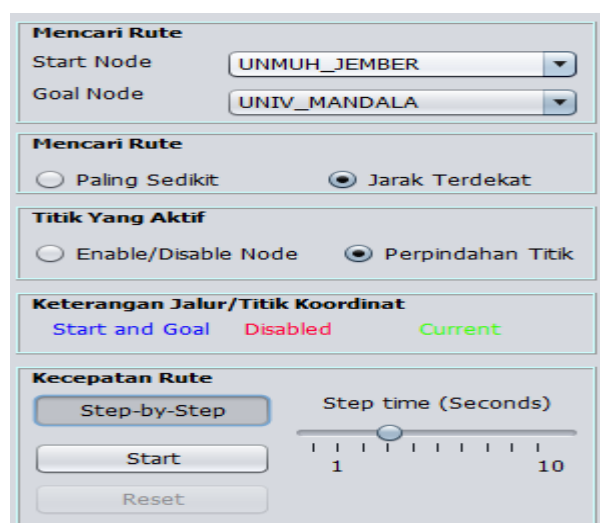 Mencari Rute
Start Node UNMUH_JEMBER
Goal Node UNIV_MANDALA
Mencari Rute
Paling Sedikit Jarak Terdekat
Titik Yang Aktif
Enable/Disable Node Perpindahan Titik
Keterangan Jalur/Titik Koordinat
Start and Goal Disabled Current
Kecepatan Rute
Step-by-Step Step time (Seconds)
Start 1 10
Reset